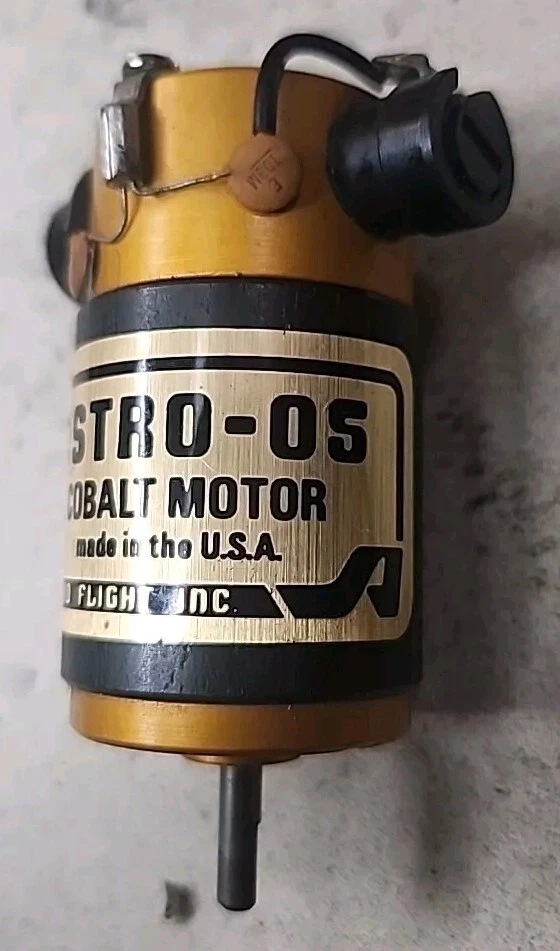 STRO-05
COBALT MOTOR
made in the U.S.A.
O FLIGHT INC.